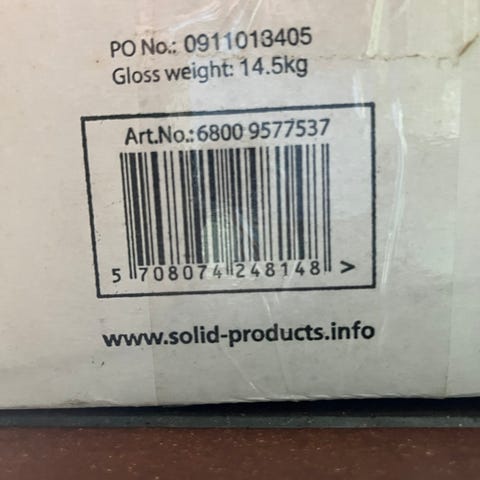 PO No.: 0911013405
Gloss weight: 14.5kg
Art.No.:6800 9577537
5 708074 248148 >
www.solid-products.info